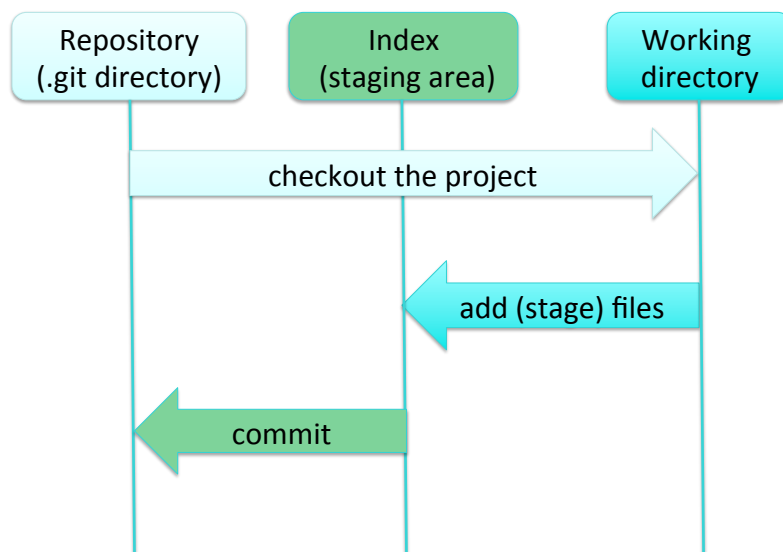 Repository
(.git directory)
Index
(staging area)
Working
directory
checkout the project
add (stage) files
commit